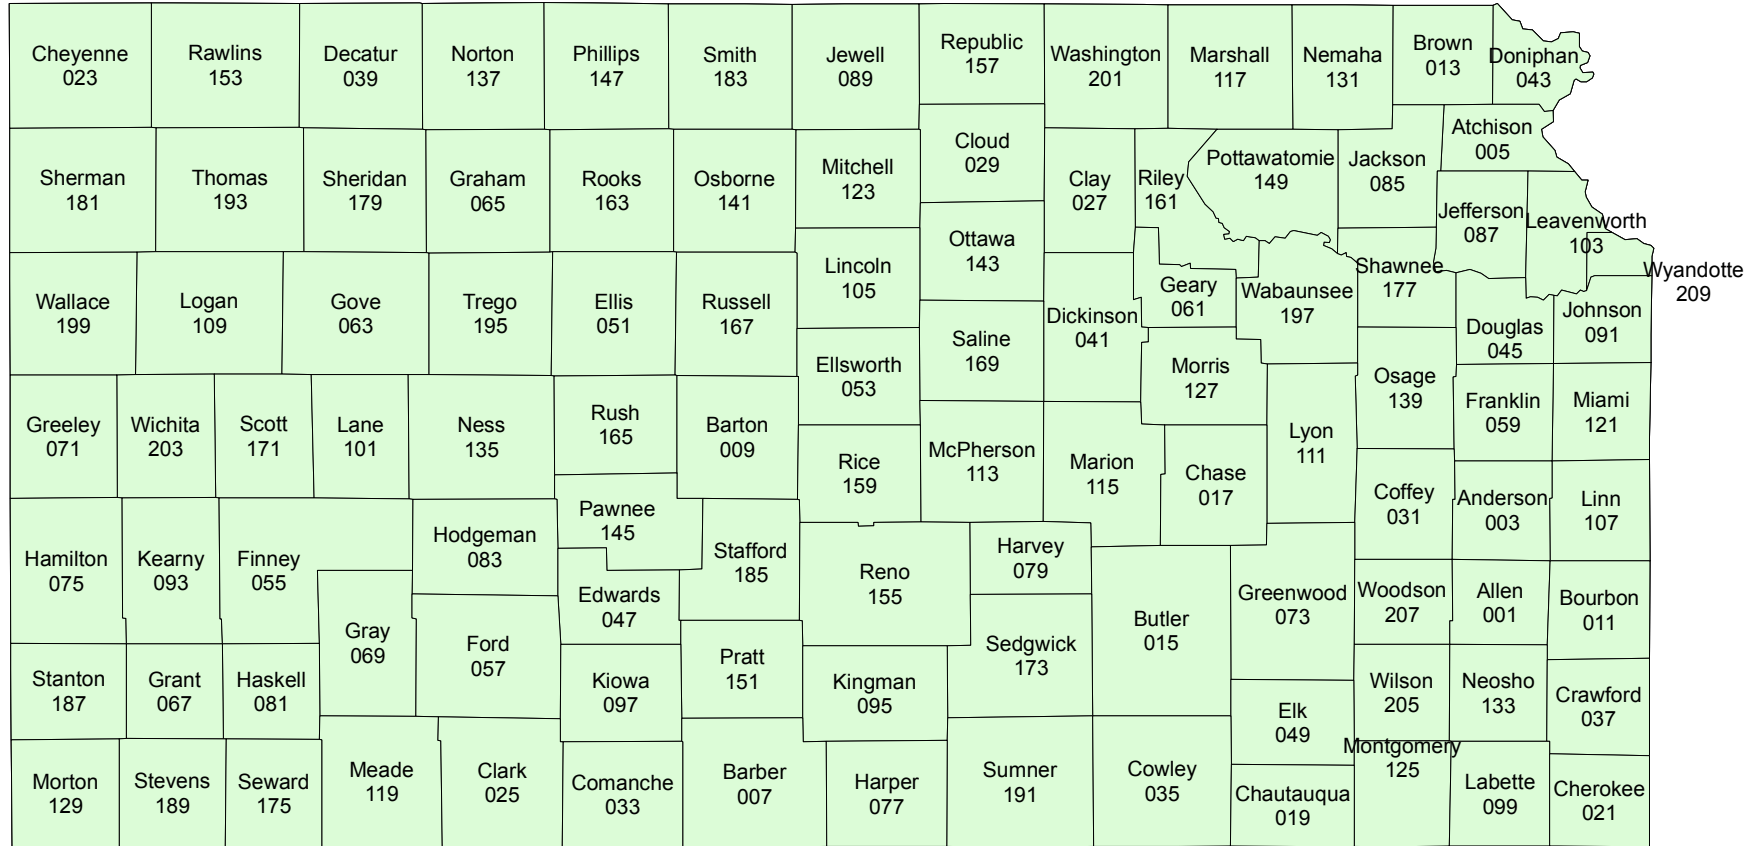 Cheyenne
023
Rawlins
153
Decatur
039
Norton
137
Phillips
147
Smith
183
Jewell
089
Republic
157
Washington
201
Marshall
117
Nemaha
131
Brown
013
Doniphan
043
Sherman
181
Thomas
193
Sheridan
179
Graham
065
Rooks
163
Osborne
141
Mitchell
123
Cloud
029
Clay
027
Riley
161
Pottawatomie
149
Jackson
085
Atchison
005
Jefferson
087
Leavenworth
103
Wyandotte
209
Wallace
199
Logan
109
Gove
063
Trego
195
Ellis
051
Russell
167
Lincoln
105
Ottawa
143
Dickinson
041
Geary
061
Wabaunsee
197
Shawnee
177
Douglas
045
Johnson
091
Ellsworth
053
Saline
169
Morris
127
Osage
139
Franklin
059
Miami
121
Greeley
071
Wichita
203
Scott
171
Lane
101
Ness
135
Rush
165
Barton
009
Rice
159
McPherson
113
Marion
115
Chase
017
Lyon
111
Coffey
031
Anderson
003
Linn
107
Hamilton
075
Kearny
093
Finney
055
Hodgeman
083
Pawnee
145
Stafford
185
Edwards
047
Reno
155
Harvey
079
Butler
015
Greenwood
073
Woodson
207
Allen
001
Bourbon
011
Gray
069
Ford
057
Kiowa
097
Pratt
151
Kingman
095
Sedgwick
173
Stanton
187
Grant
067
Haskell
081
Elk
049
Wilson
205
Neosho
133
Crawford
037
Morton
129
Stevens
189
Seward
175
Meade
119
Clark
025
Comanche
033
Barber
007
Harper
077
Sumner
191
Cowley
035
Chautauqua
019
Montgomery
125
Labette
099
Cherokee
021